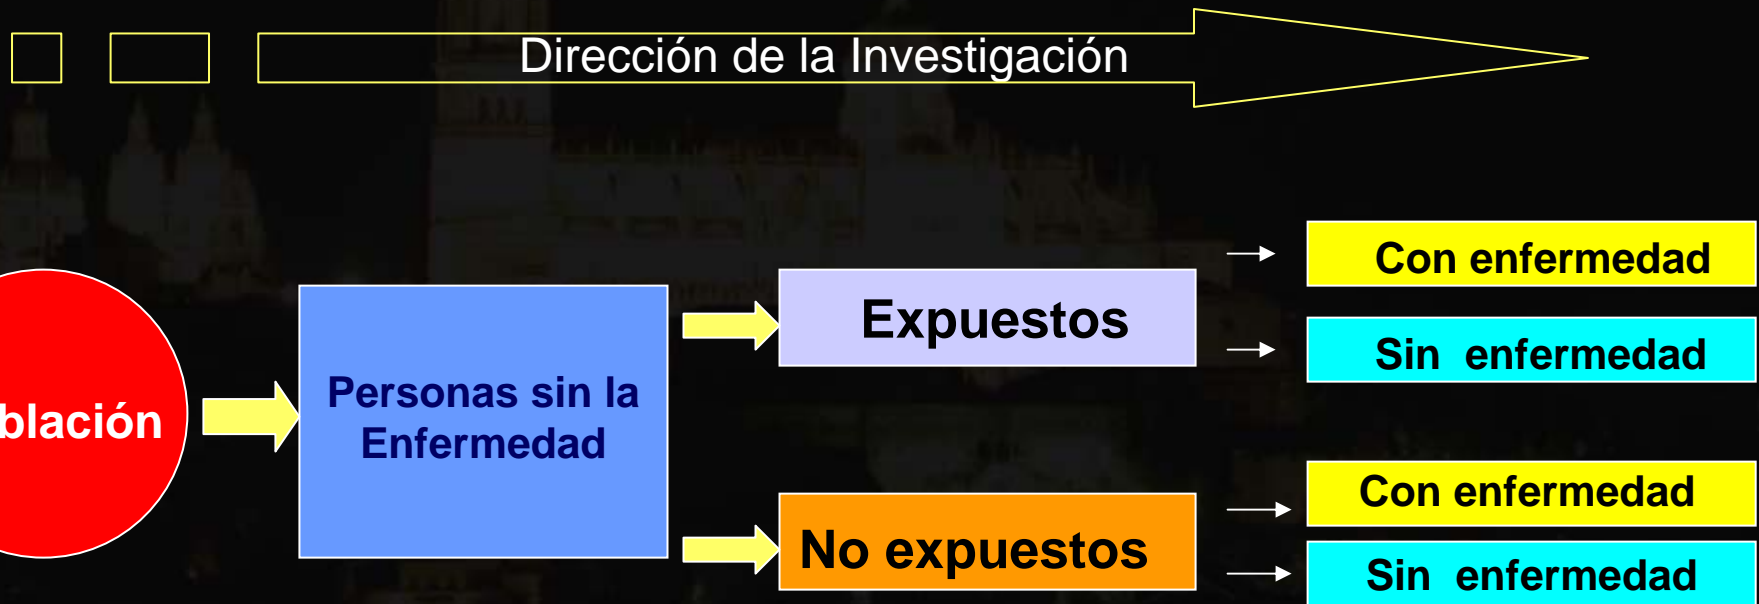 Dirección de la Investigación
blación
Personas sin la
Enfermedad
Expuestos
No expuestos
Con enfermedad
Sin enfermedad
Con enfermedad
Sin enfermedad